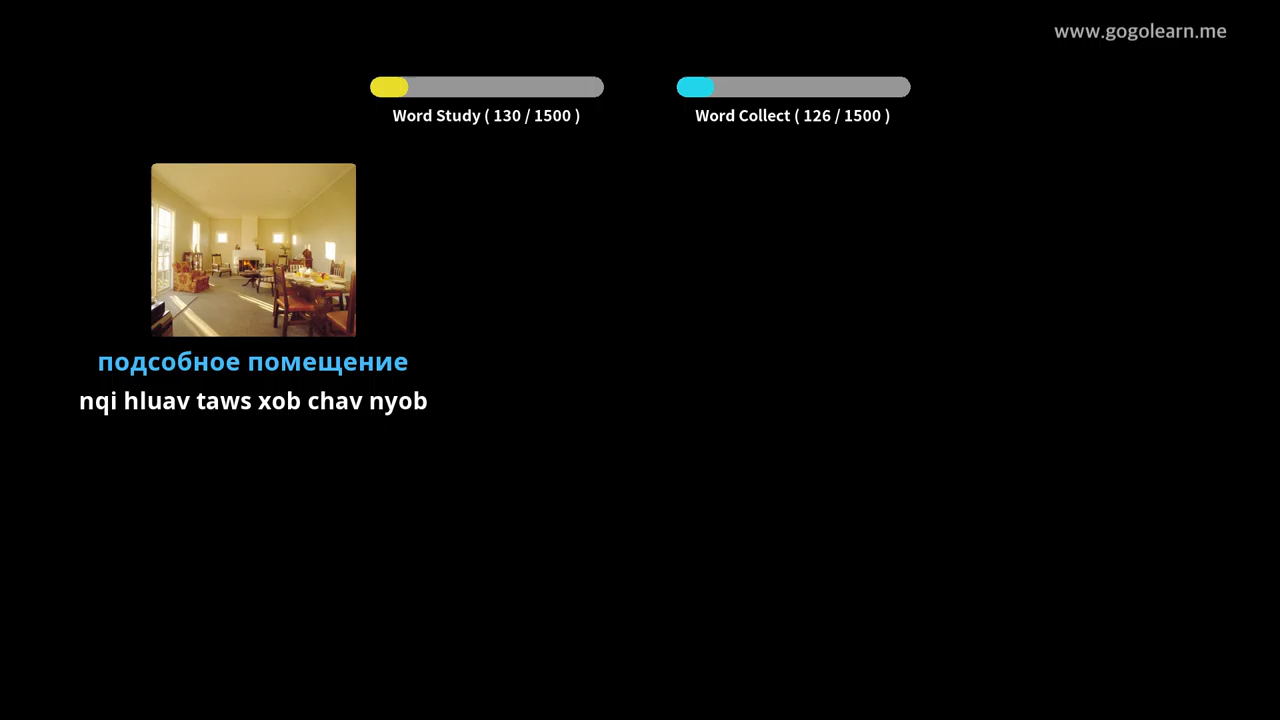 www.gogolearn.me
Word Study ( 130 / 1500 )
Word Collect ( 126 / 1500 )
подсобное помещение
nqi hluav taws xob chav nyob